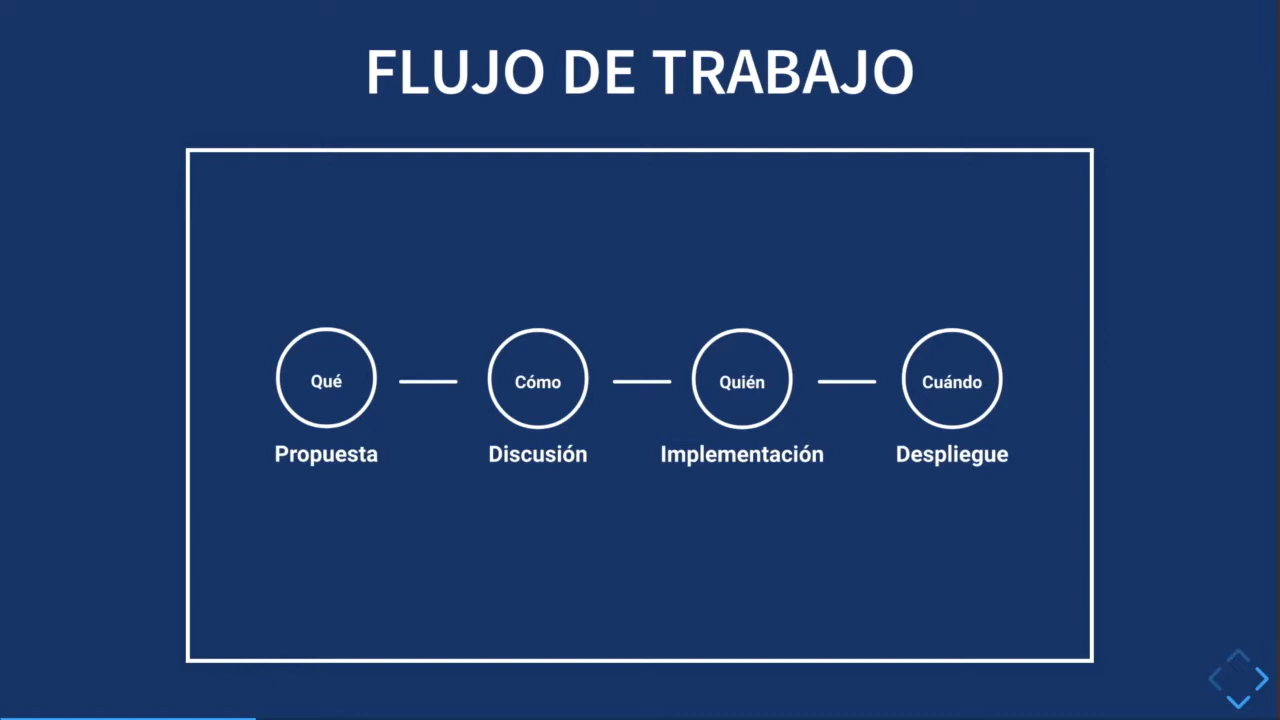 FLUJO DE TRABAJO
Qué
Cómo
Quién
Cuándo
Propuesta
Discusión
Implementación
Despliegue